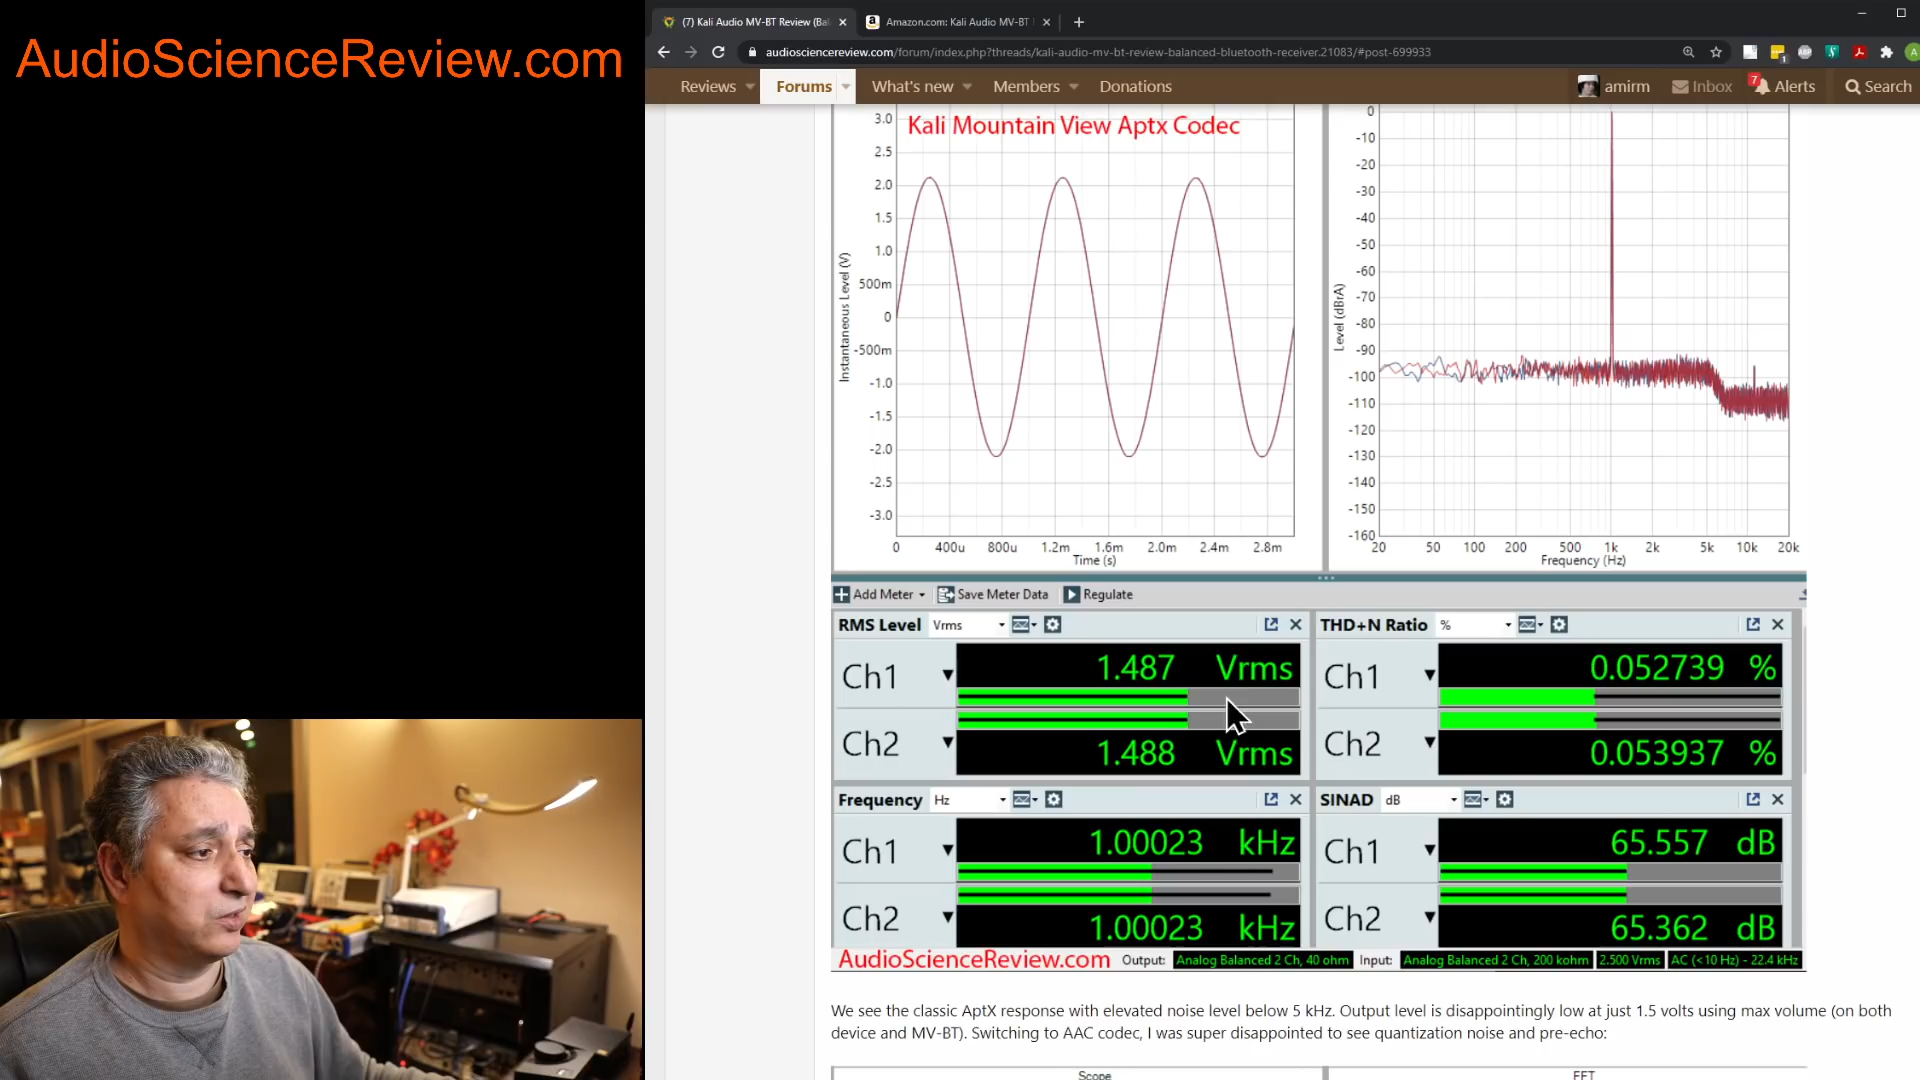 AudioScienceReview.com
(7) Kali Audio MV-BT Review (Bal
Amazon.com: Kali Audio MV-BT
audiosciencereview.com/forum/index.php?threads/kali-audio-mv-bt-review-balanced-bluetooth-receiver.21083/#post-699933
Reviews Forums What's new Members Donations amirm Inbox 7 Alerts Search
Kali Mountain View Aptx Codec
Instantaneous Level (V)
3.0
2.5
2.0
1.5
1.0
500m
0
-500m
-1.0
-1.5
-2.0
-2.5
-3.0
0 400u 800u 1.2m 1.6m 2.0m 2.4m 2.8m
Time (s)
Level (dBrA)
0
-10
-20
-30
-40
-50
-60
-70
-80
-90
-100
-110
-120
-130
-140
-150
-160
20 50 100 200 500 1k 2k 5k 10k 20k
Frequency (Hz)
Add Meter Save Meter Data Regulate
RMS Level Vrms
Ch1 1.487 Vrms
Ch2 1.488 Vrms
THD+N Ratio %
Ch1 0.052739 %
Ch2 0.053937 %
Frequency Hz
Ch1 1.00023 kHz
Ch2 1.00023 kHz
SINAD dB
Ch1 65.557 dB
Ch2 65.362 dB
AudioScienceReview.com Output: Analog Balanced 2 Ch, 40 ohm Input: Analog Balanced 2 Ch, 200 kohm 2.500 Vrms AC (<10 Hz) - 22.4 kHz
We see the classic AptX response with elevated noise level below 5 kHz. Output level is disappointingly low at just 1.5 volts using max volume (on both
device and MV-BT). Switching to AAC codec, I was super disappointed to see quantization noise and pre-echo:
Scope FFT